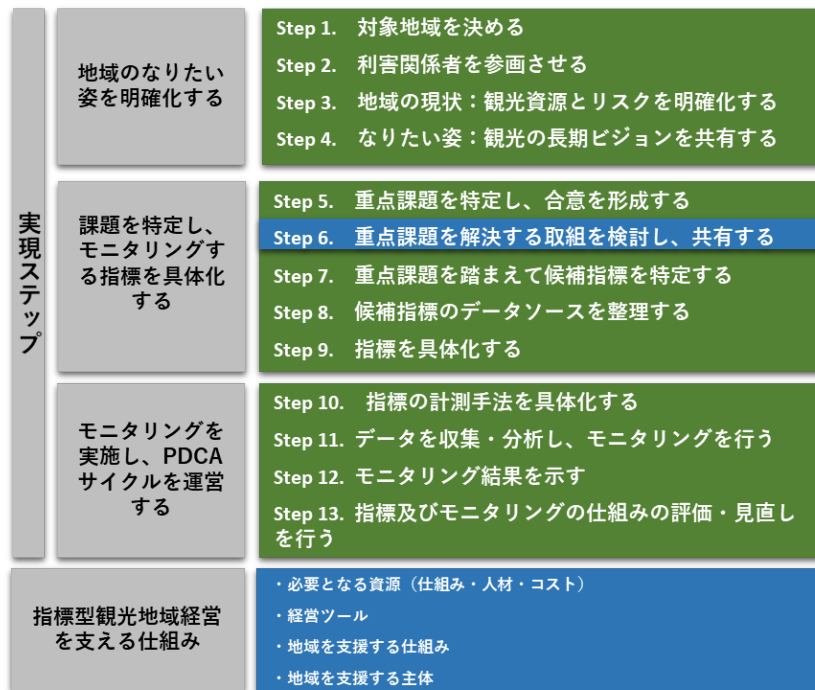 実現ステップ
地域のなりたい
姿を明確化する
Step 1. 対象地域を決める
Step 2. 利害関係者を参画させる
Step 3. 地域の現状：観光資源とリスクを明確化する
Step 4. なりたい姿：観光の長期ビジョンを共有する
課題を特定し、
モニタリングす
る指標を具体化
する
Step 5. 重点課題を特定し、合意を形成する
Step 6. 重点課題を解決する取組を検討し、共有する
Step 7. 重点課題を踏まえて候補指標を特定する
Step 8. 候補指標のデータソースを整理する
Step 9. 指標を具体化する
モニタリングを
実施し、PDCA
サイクルを運営
する
Step 10. 指標の計測手法を具体化する
Step 11. データを収集・分析し、モニタリングを行う
Step 12. モニタリング結果を示す
Step 13. 指標及びモニタリングの仕組みの評価・見直し
を行う
指標型観光地域経営
を支える仕組み
・必要となる資源（仕組み・人材・コスト）
・経営ツール
・地域を支援する仕組み
・地域を支援する主体